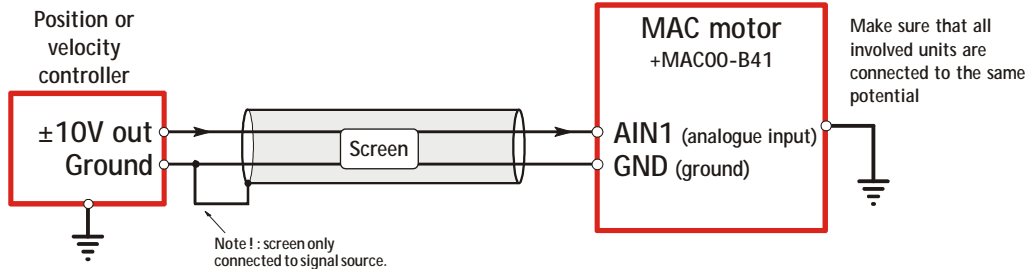 Position or
velocity
controller
±10V out
Ground
Screen
Note! : screen only
connected to signal source.
MAC motor
+MAC00-B41
AIN1 (analogue input)
GND (ground)
Make sure that all
involved units are
connected to the same
potential